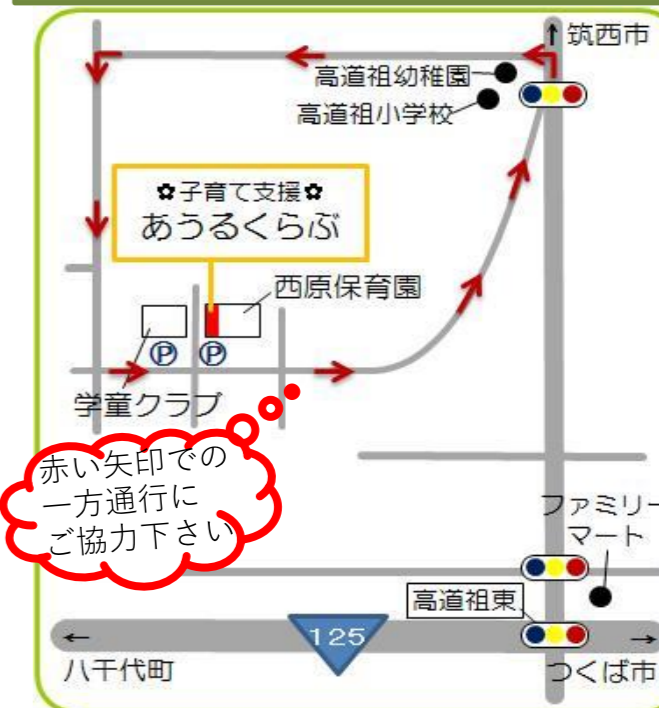 ↑筑西市
高道祖幼稚園
高道祖小学校
✿子育て支援✿
あうるくらぶ
西原保育園
Ⓟ Ⓟ
学童クラブ
赤い矢印での
一方通行に
ご協力下さい
ファミリー
マート
高道祖東
125
← →
八千代町 つくば市